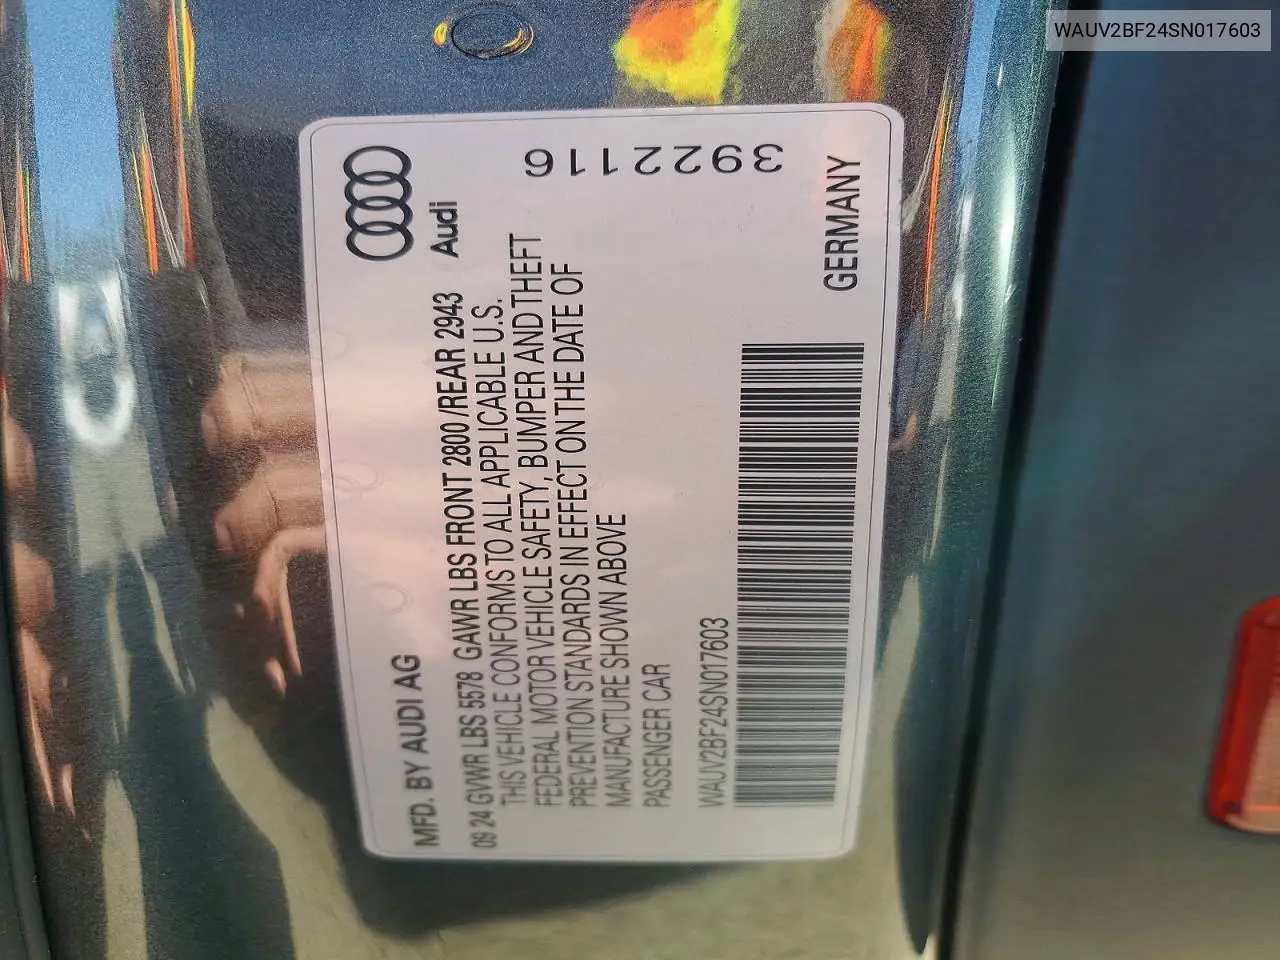 WAUV2BF24SN017603
MFD. BY AUDI AG
Audi
09 24 GVWR LBS 5578 GAWR LBS FRONT 2800 /REAR 2943
THIS VEHICLE CONFORMS TO ALL APPLICABLE U.S.
FEDERAL MOTOR VEHICLE SAFETY, BUMPER AND THEFT
PREVENTION STANDARDS IN EFFECT ON THE DATE OF
MANUFACTURE SHOWN ABOVE
PASSENGER CAR
WAUV2BF24SN017603
GERMANY
3922116